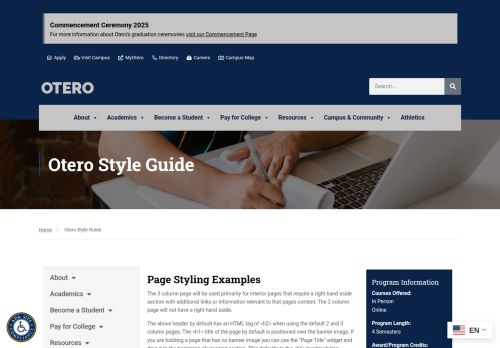 Commencement Ceremony 2025
For more information about Otero's graduation ceremonies visit our Commencement Page
Apply Visit Campus MyOtero Directory Careers Campus Map
OTERO
Search...
About Academics Become a Student Pay for College Resources Campus & Community Athletics
Otero Style Guide
Home Otero Style Guide
About
Academics
Become a Student
Pay for College
Resources
Page Styling Examples
The 3 column page will be used primarily for interior pages that require a right hand aside
section with additional links or information relevant to that pages content. The 2 column
page will not have a right hand aside.
The above header by default has an HTML tag of <h2> when using the default 2 and 3
column pages. The <h1> title of the page by default is positioned over the banner image. If
you are building a page that has no banner image you can use the "Page Title" widget and
Program Information
Courses Offered:
In Person
Online
Program Length:
4 Semesters
Award/Program Credits:
EN